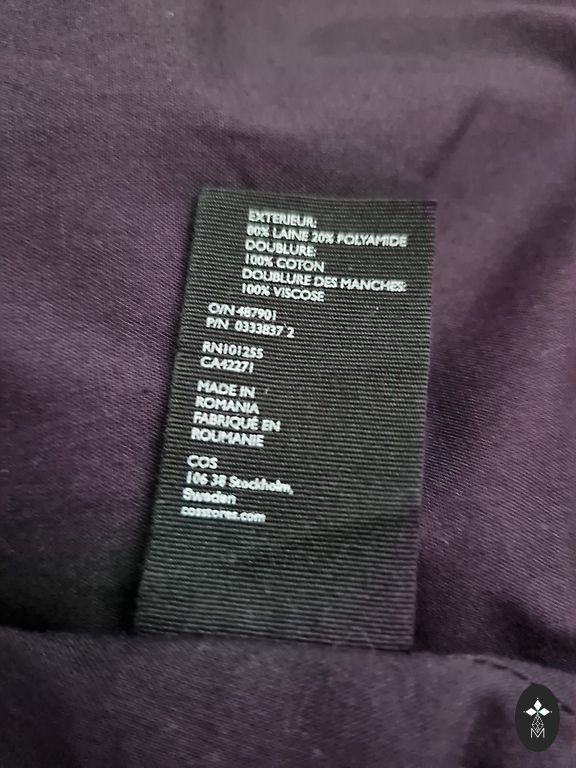 EXTERIEUR:
80% LAINE 20% POLYAMIDE
DOUBLURE:
100% COTON
DOUBLURE DES MANCHES:
100% VISCOSE
O/N 487901
P/N 0333837 2
RN101255
CA42271
MADE IN
ROMANIA
FABRIQUÉ EN
ROUMANIE
COS
106 38 Stockholm,
Sweden
cosstores.com
M